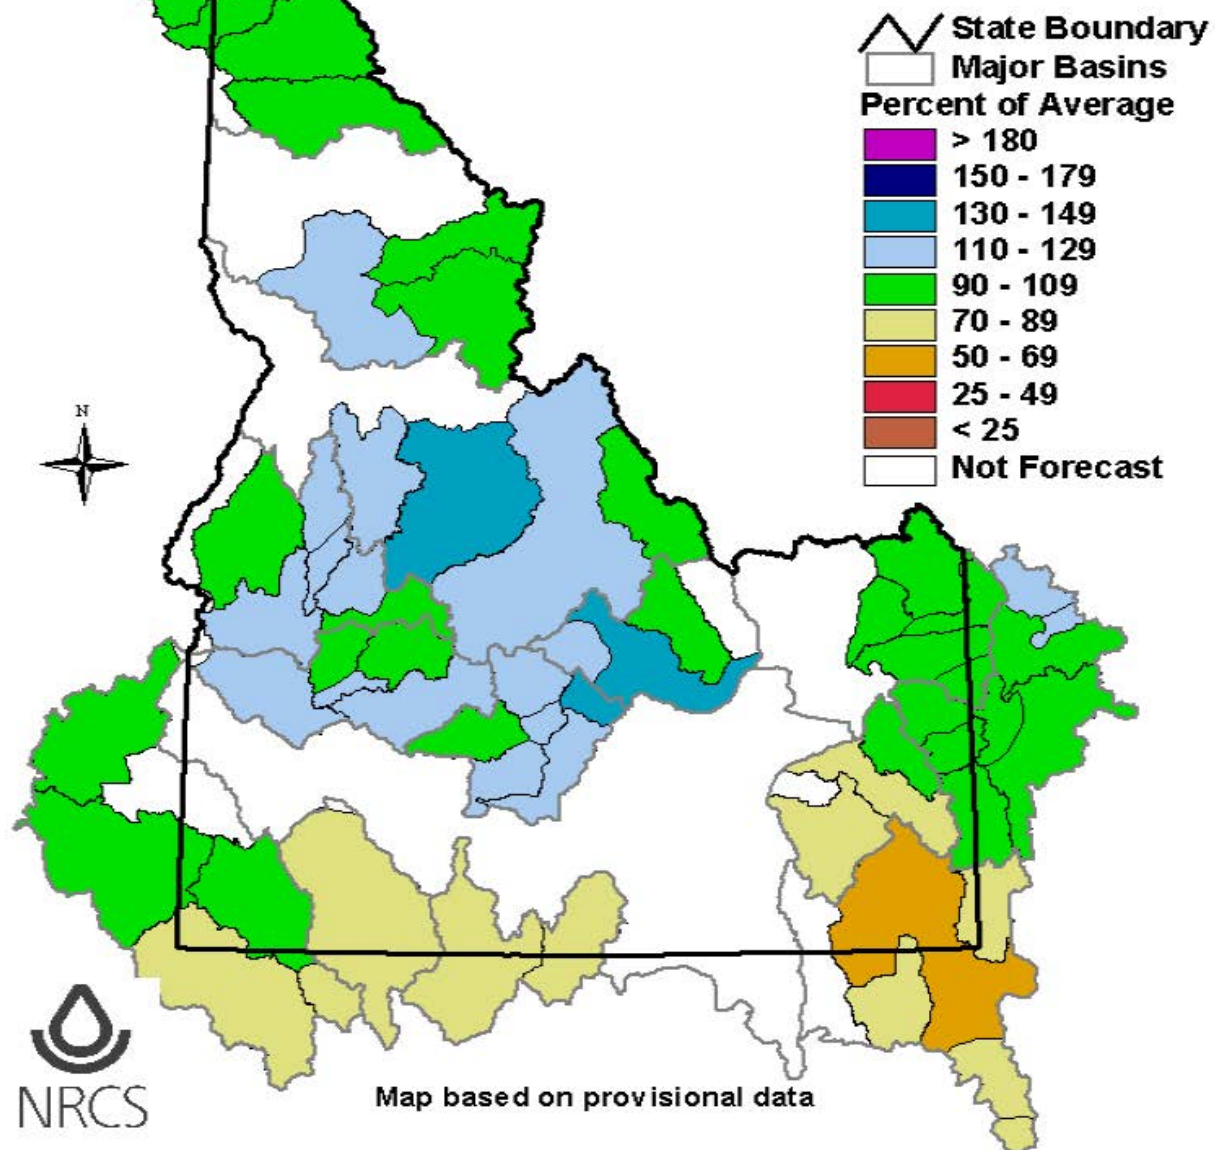 State Boundary
Major Basins
Percent of Average
> 180
150 - 179
130 - 149
110 - 129
90 - 109
70 - 89
50 - 69
25 - 49
< 25
Not Forecast
N
NRCS
Map based on provisional data